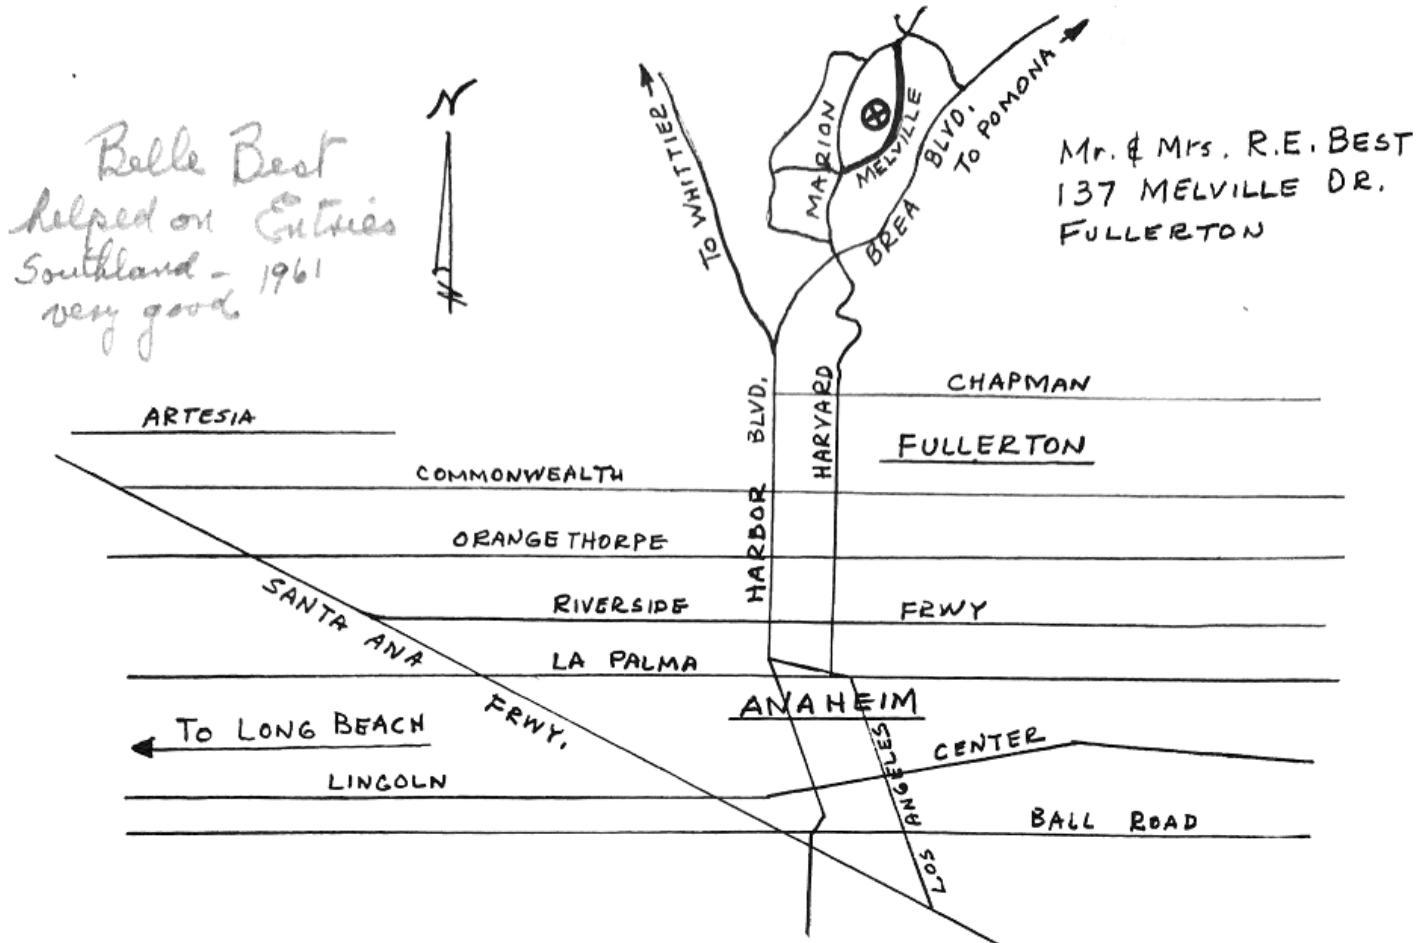 N
Belle Best
helped on Entries
Southland - 1961
very good
TO WHITTIER
MARION
MELVILLE
BREA BLVD.
TO POMONA
Mr. & Mrs. R.E. BEST
137 MELVILLE DR.
FULLERTON
ARTESIA
CHAPMAN
HARBOR BLVD.
HARVARD
FULLERTON
COMMONWEALTH
ORANGETHORPE
SANTA ANA FRWY.
RIVERSIDE FRWY
LA PALMA
ANAHEIM
TO LONG BEACH
LINCOLN
CENTER
LOS ANGELES
BALL ROAD